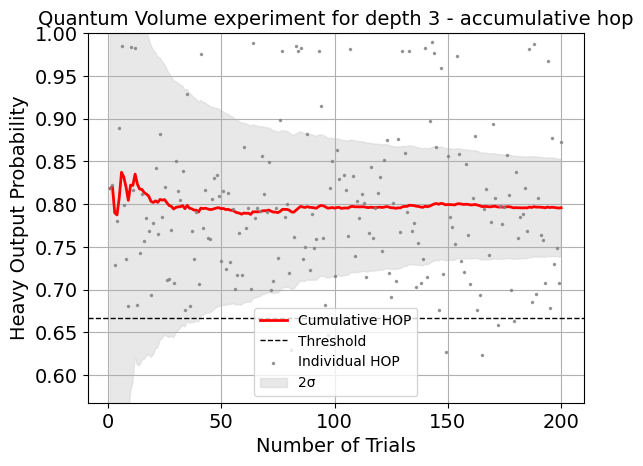 Quantum Volume experiment for depth 3 - accumulative hop
Heavy Output Probability
1.00
0.95
0.90
0.85
0.80
0.75
0.70
0.65
0.60
Cumulative HOP
Threshold
Individual HOP
2σ
0 50 100 150 200
Number of Trials